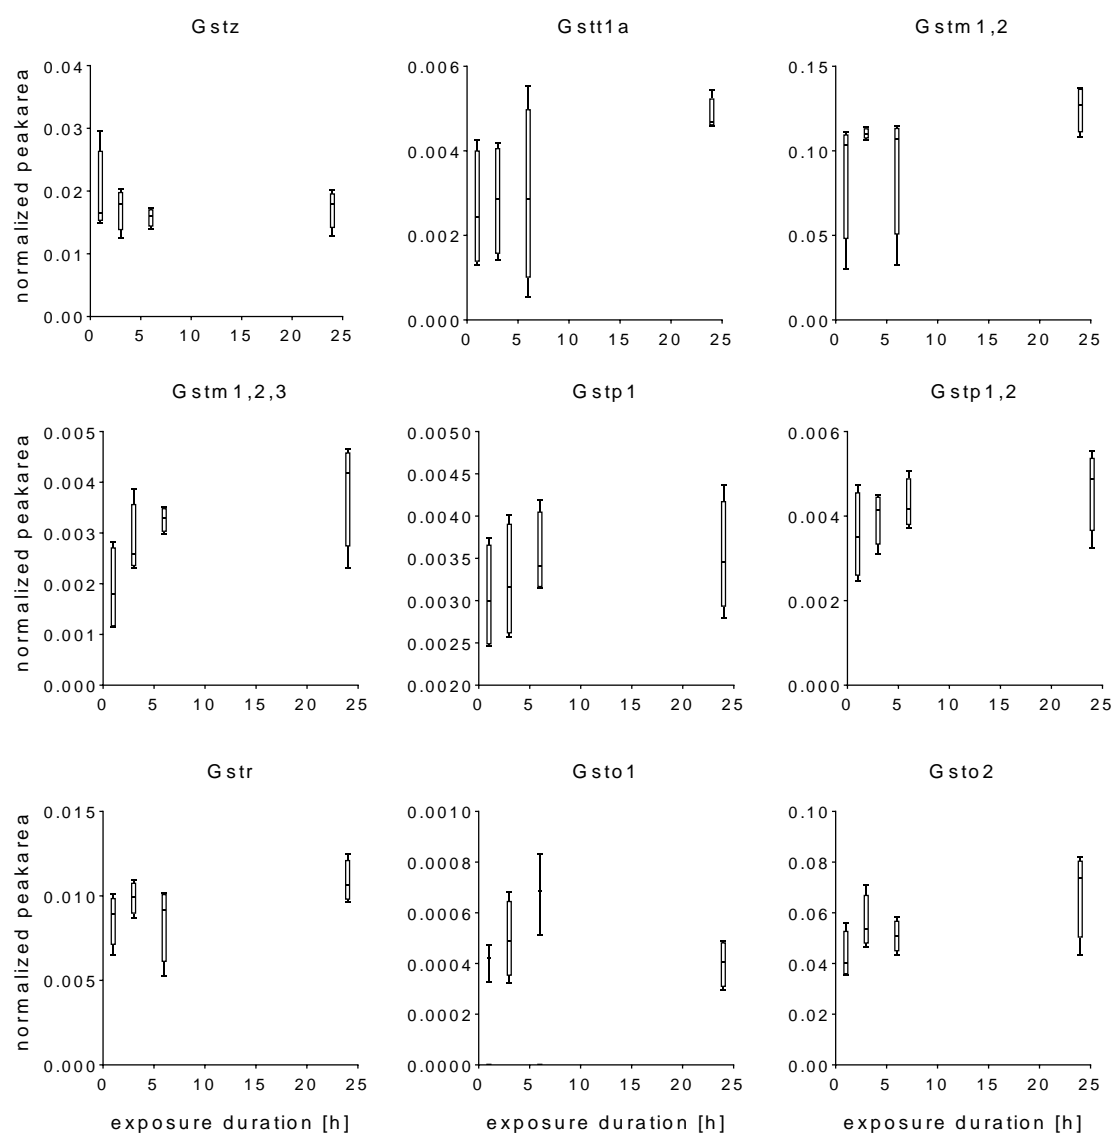 Gstz Gstt1a Gstm1,2
normalized peakarea
0.04 0.03 0.02 0.01 0.00
0 5 10 15 20 25
0.006 0.004 0.002 0.000
0 5 10 15 20 25
0.15 0.10 0.05 0.00
0 5 10 15 20 25
Gstm1,2,3 Gstp1 Gstp1,2
normalized peakarea
0.005 0.004 0.003 0.002 0.001 0.000
0 5 10 15 20 25
0.0050 0.0045 0.0040 0.0035 0.0030 0.0025 0.0020
0 5 10 15 20 25
0.006 0.004 0.002 0.000
0 5 10 15 20 25
Gstr Gsto1 Gsto2
normalized peakarea
0.015 0.010 0.005 0.000
0 5 10 15 20 25
0.0010 0.0008 0.0006 0.0004 0.0002 0.0000
0 5 10 15 20 25
0.10 0.08 0.06 0.04 0.02 0.00
0 5 10 15 20 25
exposure duration [h] exposure duration [h] exposure duration [h]